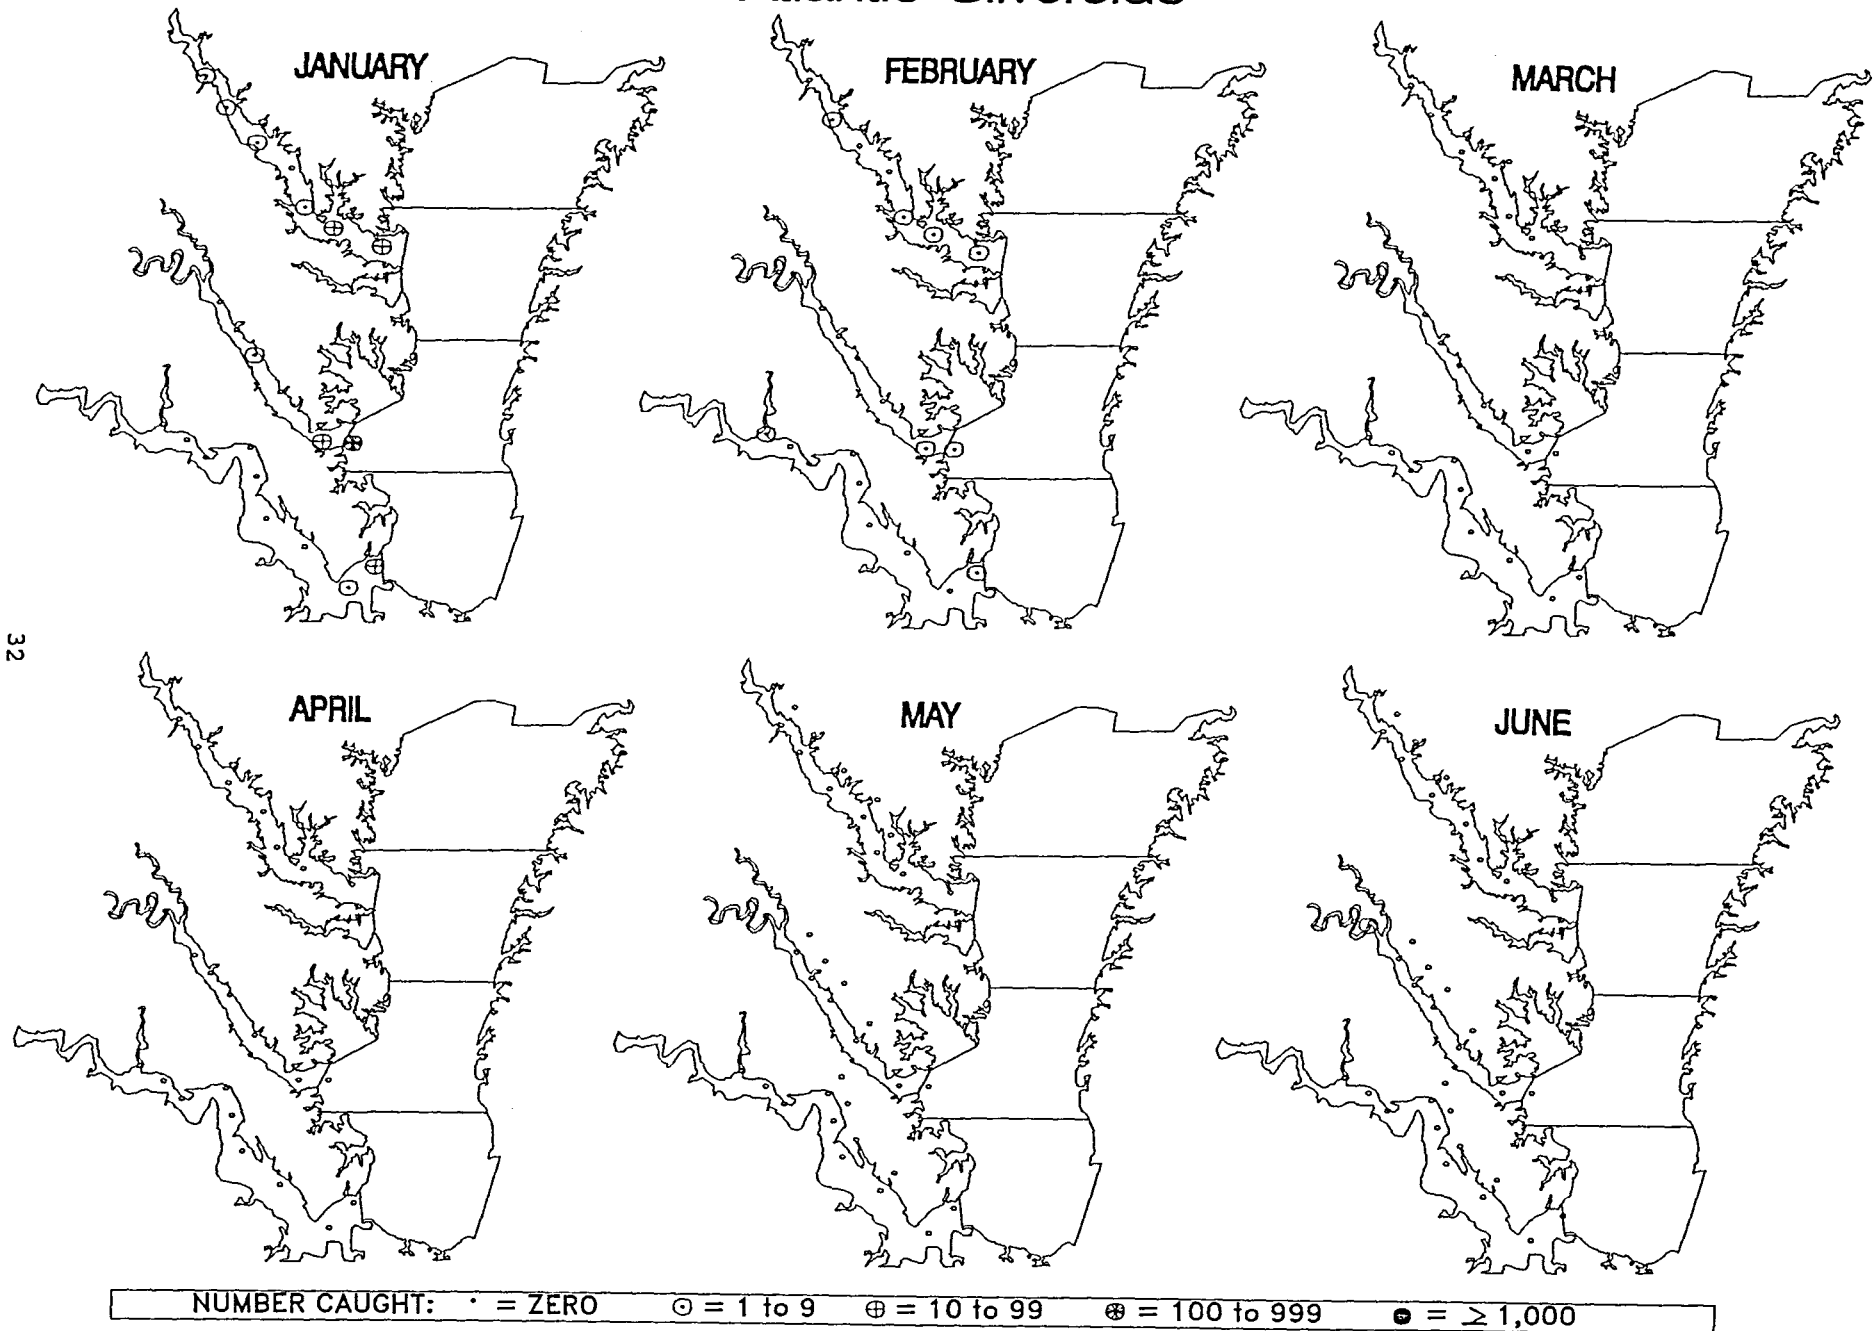 JANUARY
FEBRUARY
MARCH
32
APRIL
MAY
JUNE
NUMBER CAUGHT: · = ZERO ⊙ = 1 to 9 ⊕ = 10 to 99 ⊛ = 100 to 999 ● = ≥ 1,000